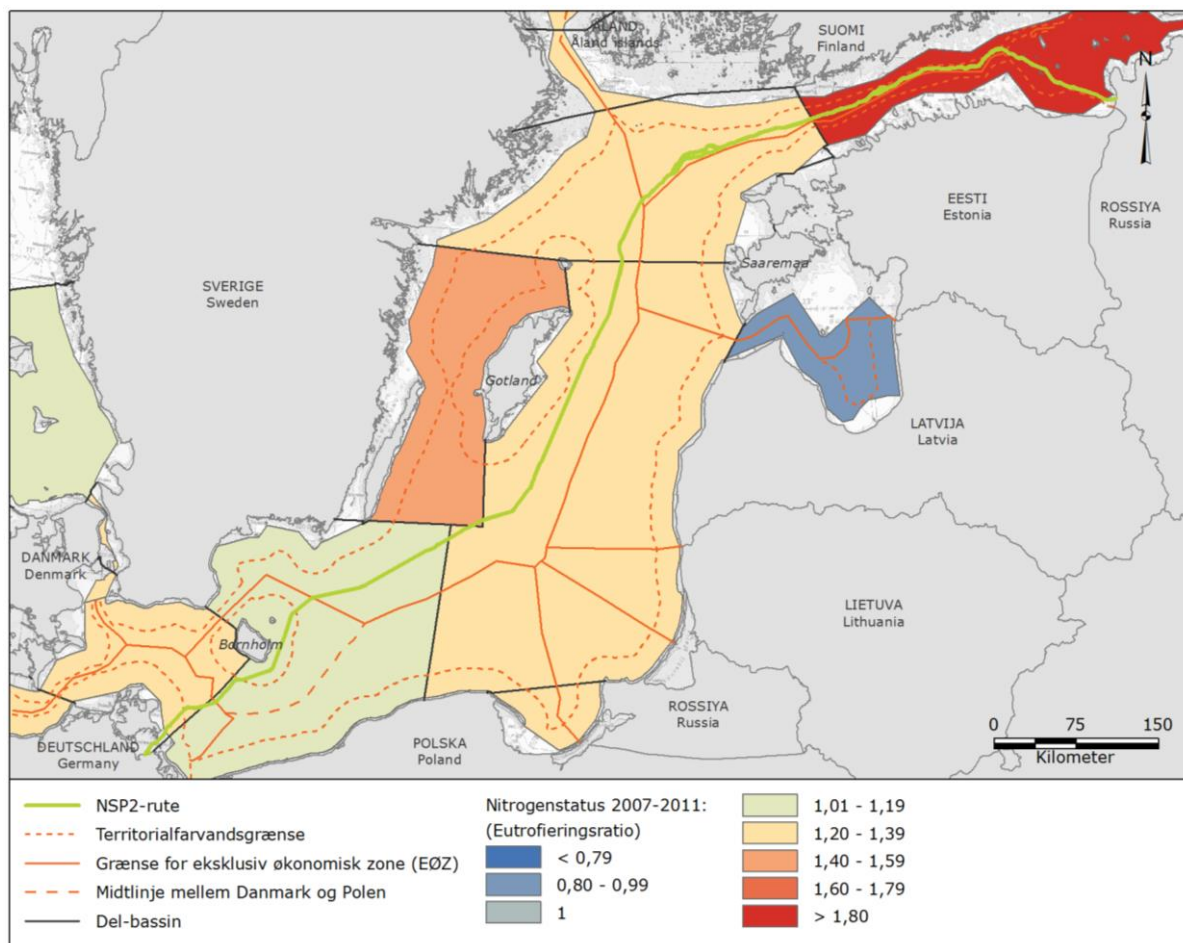 ÅLAND
Åland islands
SUOMI
Finland
N
EESTI
Estonia
ROSSIYA
Russia
SVERIGE
Sweden
Saaremaa
Gotland
LATVIJA
Latvia
DANMARK
Denmark
LIETUVA
Lithuania
Bornholm
ROSSIYA
Russia
0 75 150
Kilometer
DEUTSCHLAND
Germany
POLSKA
Poland
NSP2-rute
Territorialfarvandsgrænse
Grænse for eksklusiv økonomisk zone (EØZ)
Midtlinje mellem Danmark og Polen
Del-bassin
Nitrogenstatus 2007-2011:
(Eutrofieringsratio)
< 0,79
0,80 - 0,99
1
1,01 - 1,19
1,20 - 1,39
1,40 - 1,59
1,60 - 1,79
> 1,80